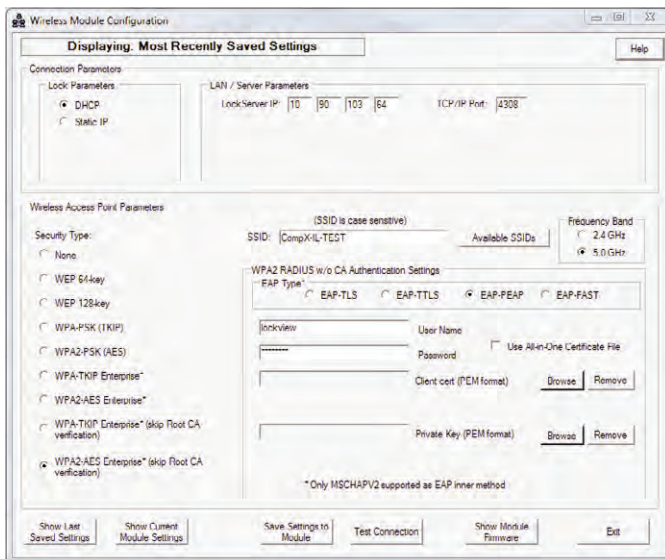 Wireless Module Configuration
Displaying: Most Recently Saved Settings
Help
Connection Parameters
Lock Parameters
DHCP
Static IP
LAN / Server Parameters
LockServer IP: 10 90 103 64
TCP/IP Port: 4308
Wireless Access Point Parameters
Security Type:
None
WEP 64-key
WEP 128-key
WPA-PSK (TKIP)
WPA2-PSK (AES)
WPA-TKIP Enterprise*
WPA2-AES Enterprise*
WPA-TKIP Enterprise* (skip Root CA
verification)
WPA2-AES Enterprise* (skip Root CA
verification)
(SSID is case sensitive)
SSID: CompX-IL-TEST
Available SSIDs
Frequency Band
2.4 GHz
5.0 GHz
WPA2 RADIUS w/o CA Authentication Settings
EAP Type*
EAP-TLS EAP-TTLS EAP-PEAP EAP-FAST
lockview User Name
Password
Use All-in-One Certificate File
Client cert (PEM format) Browse Remove
Private Key (PEM format) Browse Remove
* Only MSCHAPV2 supported as EAP inner method
Show Last
Saved Settings
Show Current
Module Settings
Save Settings to
Module
Test Connection
Show Module
Firmware
Exit